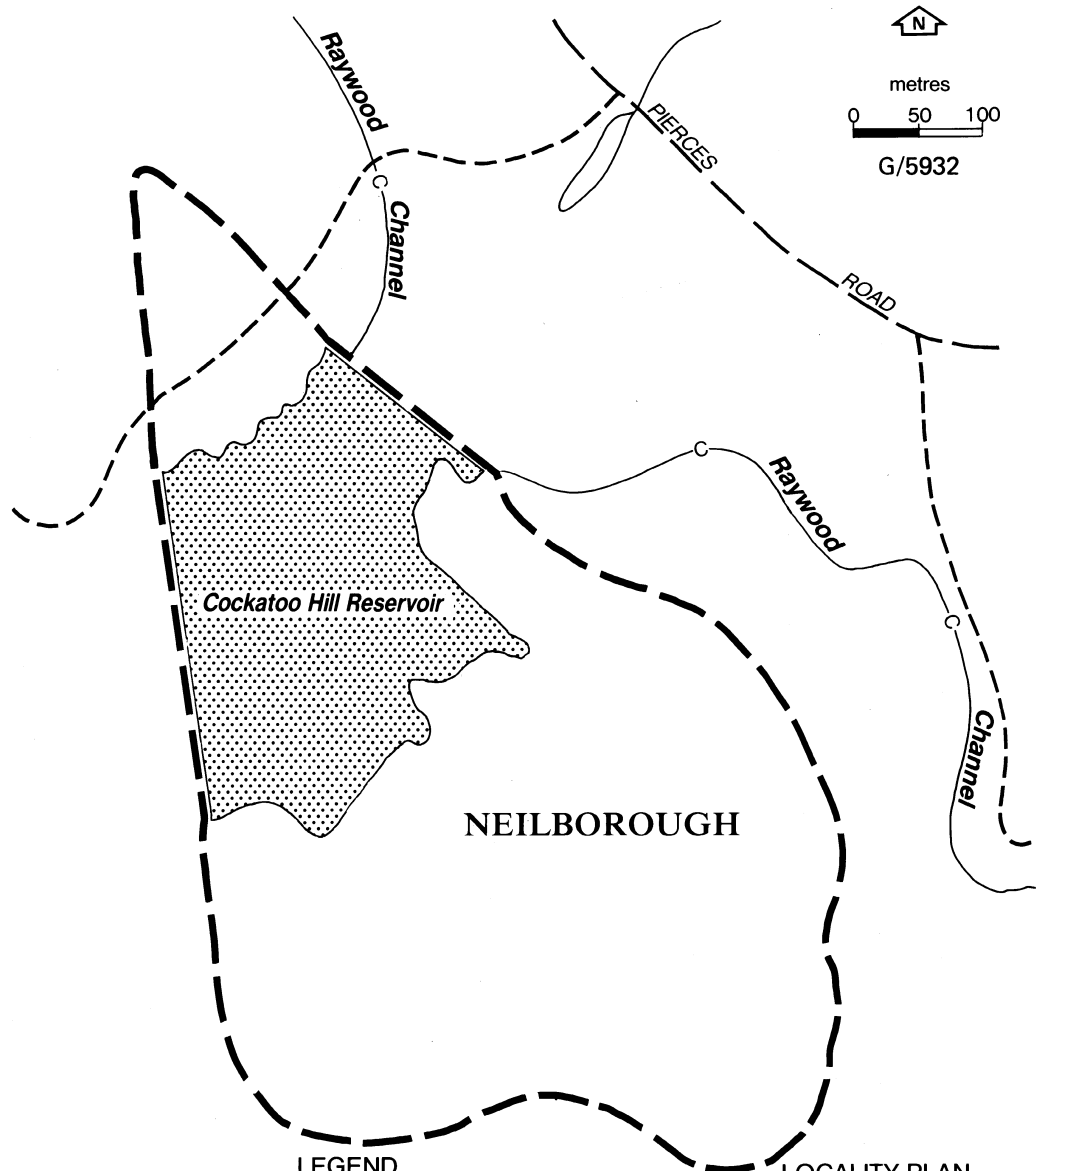 N
metres
0 50 100
G/5932
Raywood
C
Channel
PIERCES
ROAD
C
Raywood
C
Channel
Cockatoo Hill Reservoir
NEILBOROUGH
LEGEND
LOCALITY PLAN